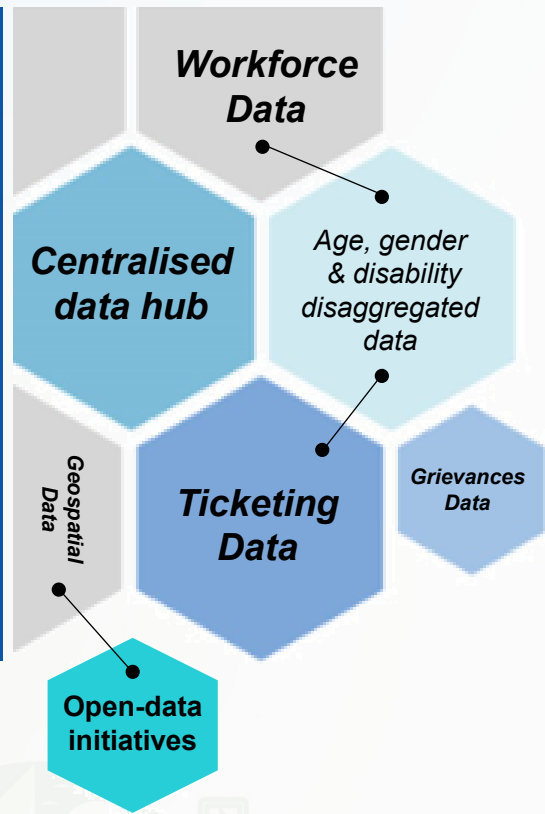 Workforce
Data
Centralised
data hub
Age, gender
& disability
disaggregated
data
Geospatial
Data
Ticketing
Data
Grievances
Data
Open-data
initiatives